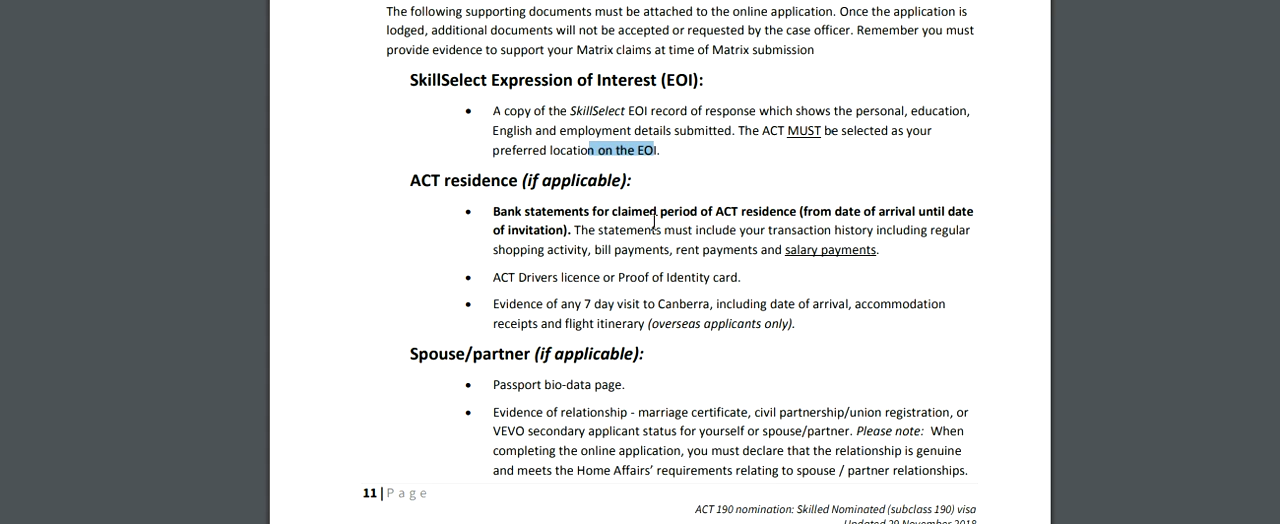 The following supporting documents must be attached to the online application. Once the application is
lodged, additional documents will not be accepted or requested by the case officer. Remember you must
provide evidence to support your Matrix claims at time of Matrix submission
SkillSelect Expression of Interest (EOI):
• A copy of the SkillSelect EOI record of response which shows the personal, education,
English and employment details submitted. The ACT MUST be selected as your
preferred location on the EOI.
ACT residence (if applicable):
• Bank statements for claimed period of ACT residence (from date of arrival until date
of invitation). The statements must include your transaction history including regular
shopping activity, bill payments, rent payments and salary payments.
• ACT Drivers licence or Proof of Identity card.
• Evidence of any 7 day visit to Canberra, including date of arrival, accommodation
receipts and flight itinerary (overseas applicants only).
Spouse/partner (if applicable):
• Passport bio-data page.
• Evidence of relationship - marriage certificate, civil partnership/union registration, or
VEVO secondary applicant status for yourself or spouse/partner. Please note: When
completing the online application, you must declare that the relationship is genuine
and meets the Home Affairs’ requirements relating to spouse / partner relationships.
11 | Page
ACT 190 nomination: Skilled Nominated (subclass 190) visa
Updated 29 November 2018